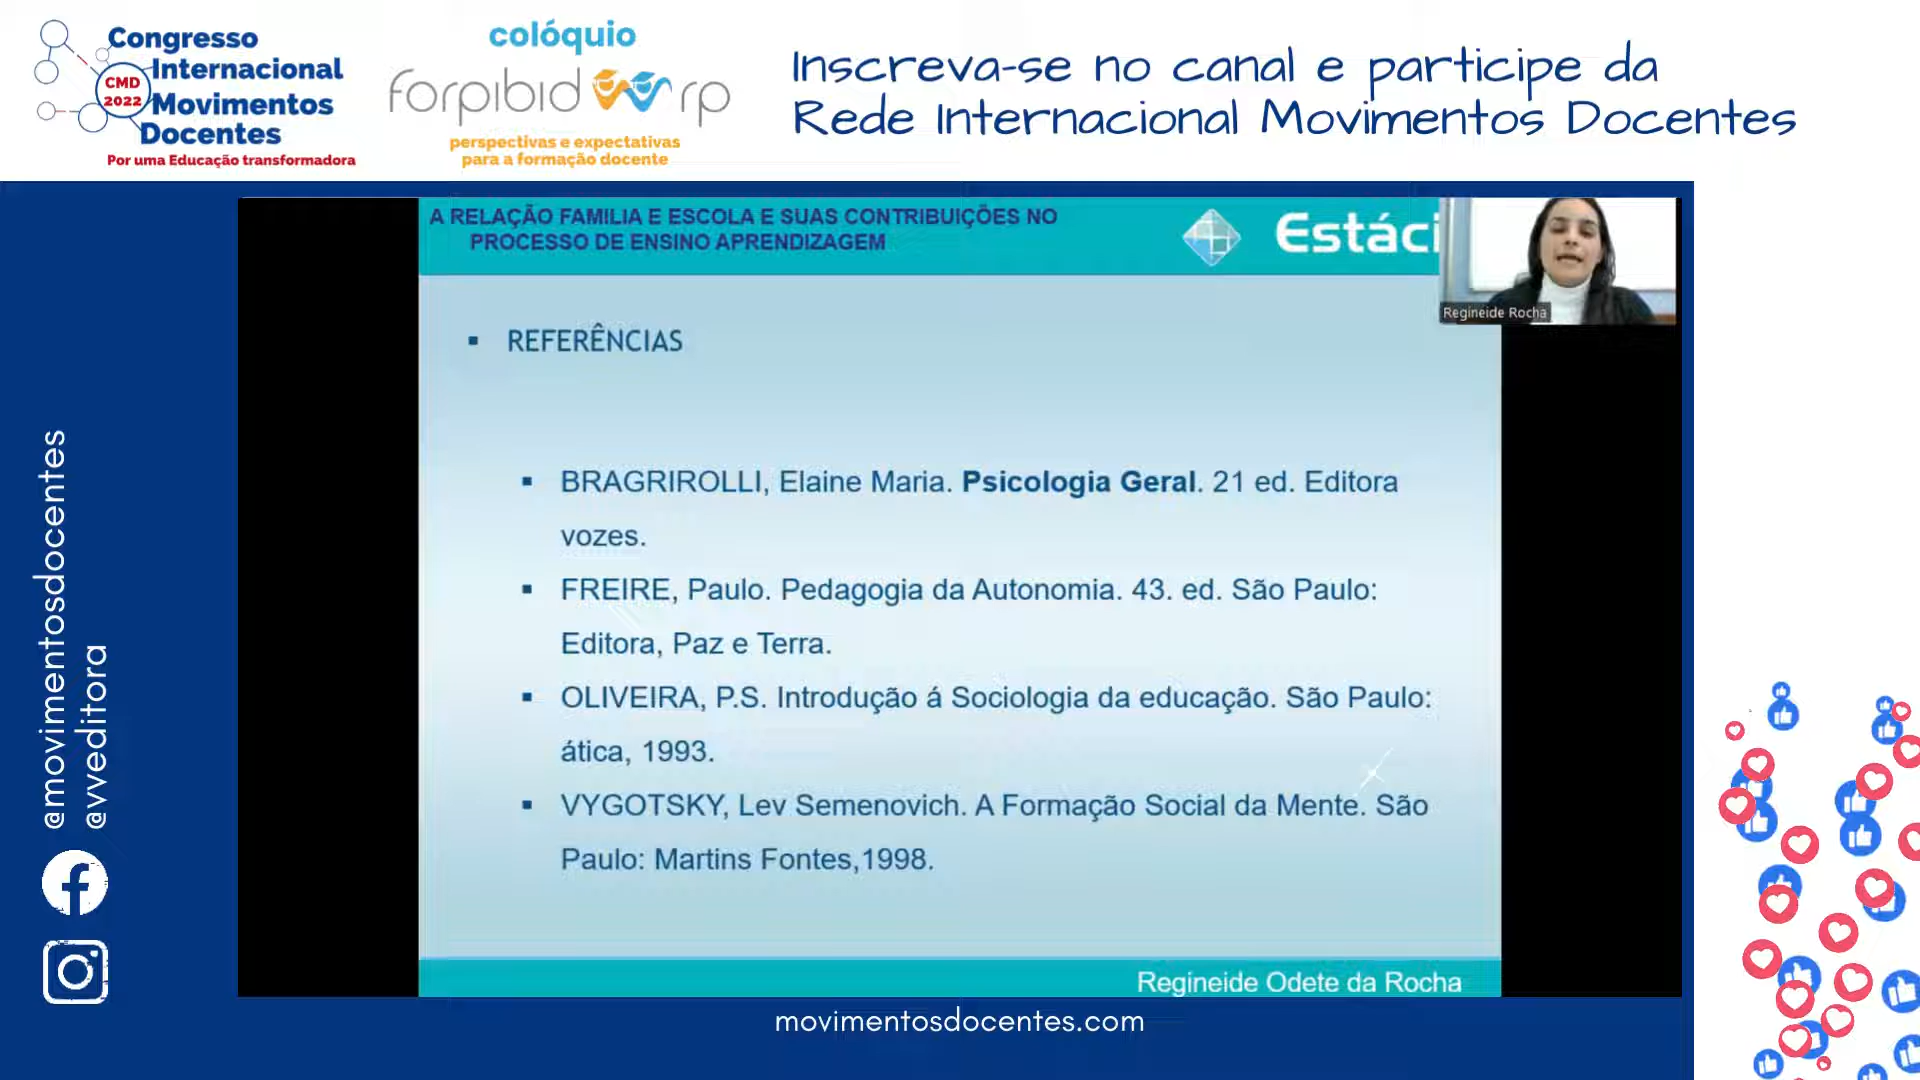 Congresso
Internacional
CMD
2022
Movimentos
Docentes
Por uma Educação transformadora
colóquio
forpibid rp
perspectivas e expectativas
para a formação docente
Inscreva-se no canal e participe da
Rede Internacional Movimentos Docentes
A RELAÇÃO FAMILIA E ESCOLA E SUAS CONTRIBUIÇÕES NO
PROCESSO DE ENSINO APRENDIZAGEM
Estáci
Regineide Rocha
REFERÊNCIAS
BRAGRIROLLI, Elaine Maria. Psicologia Geral. 21 ed. Editora
vozes.
FREIRE, Paulo. Pedagogia da Autonomia. 43. ed. São Paulo:
Editora, Paz e Terra.
OLIVEIRA, P.S. Introdução á Sociologia da educação. São Paulo:
ática, 1993.
VYGOTSKY, Lev Semenovich. A Formação Social da Mente. São
Paulo: Martins Fontes,1998.
Regineide Odete da Rocha
@movimentosdocentes
@vveditora
movimentosdocentes.com